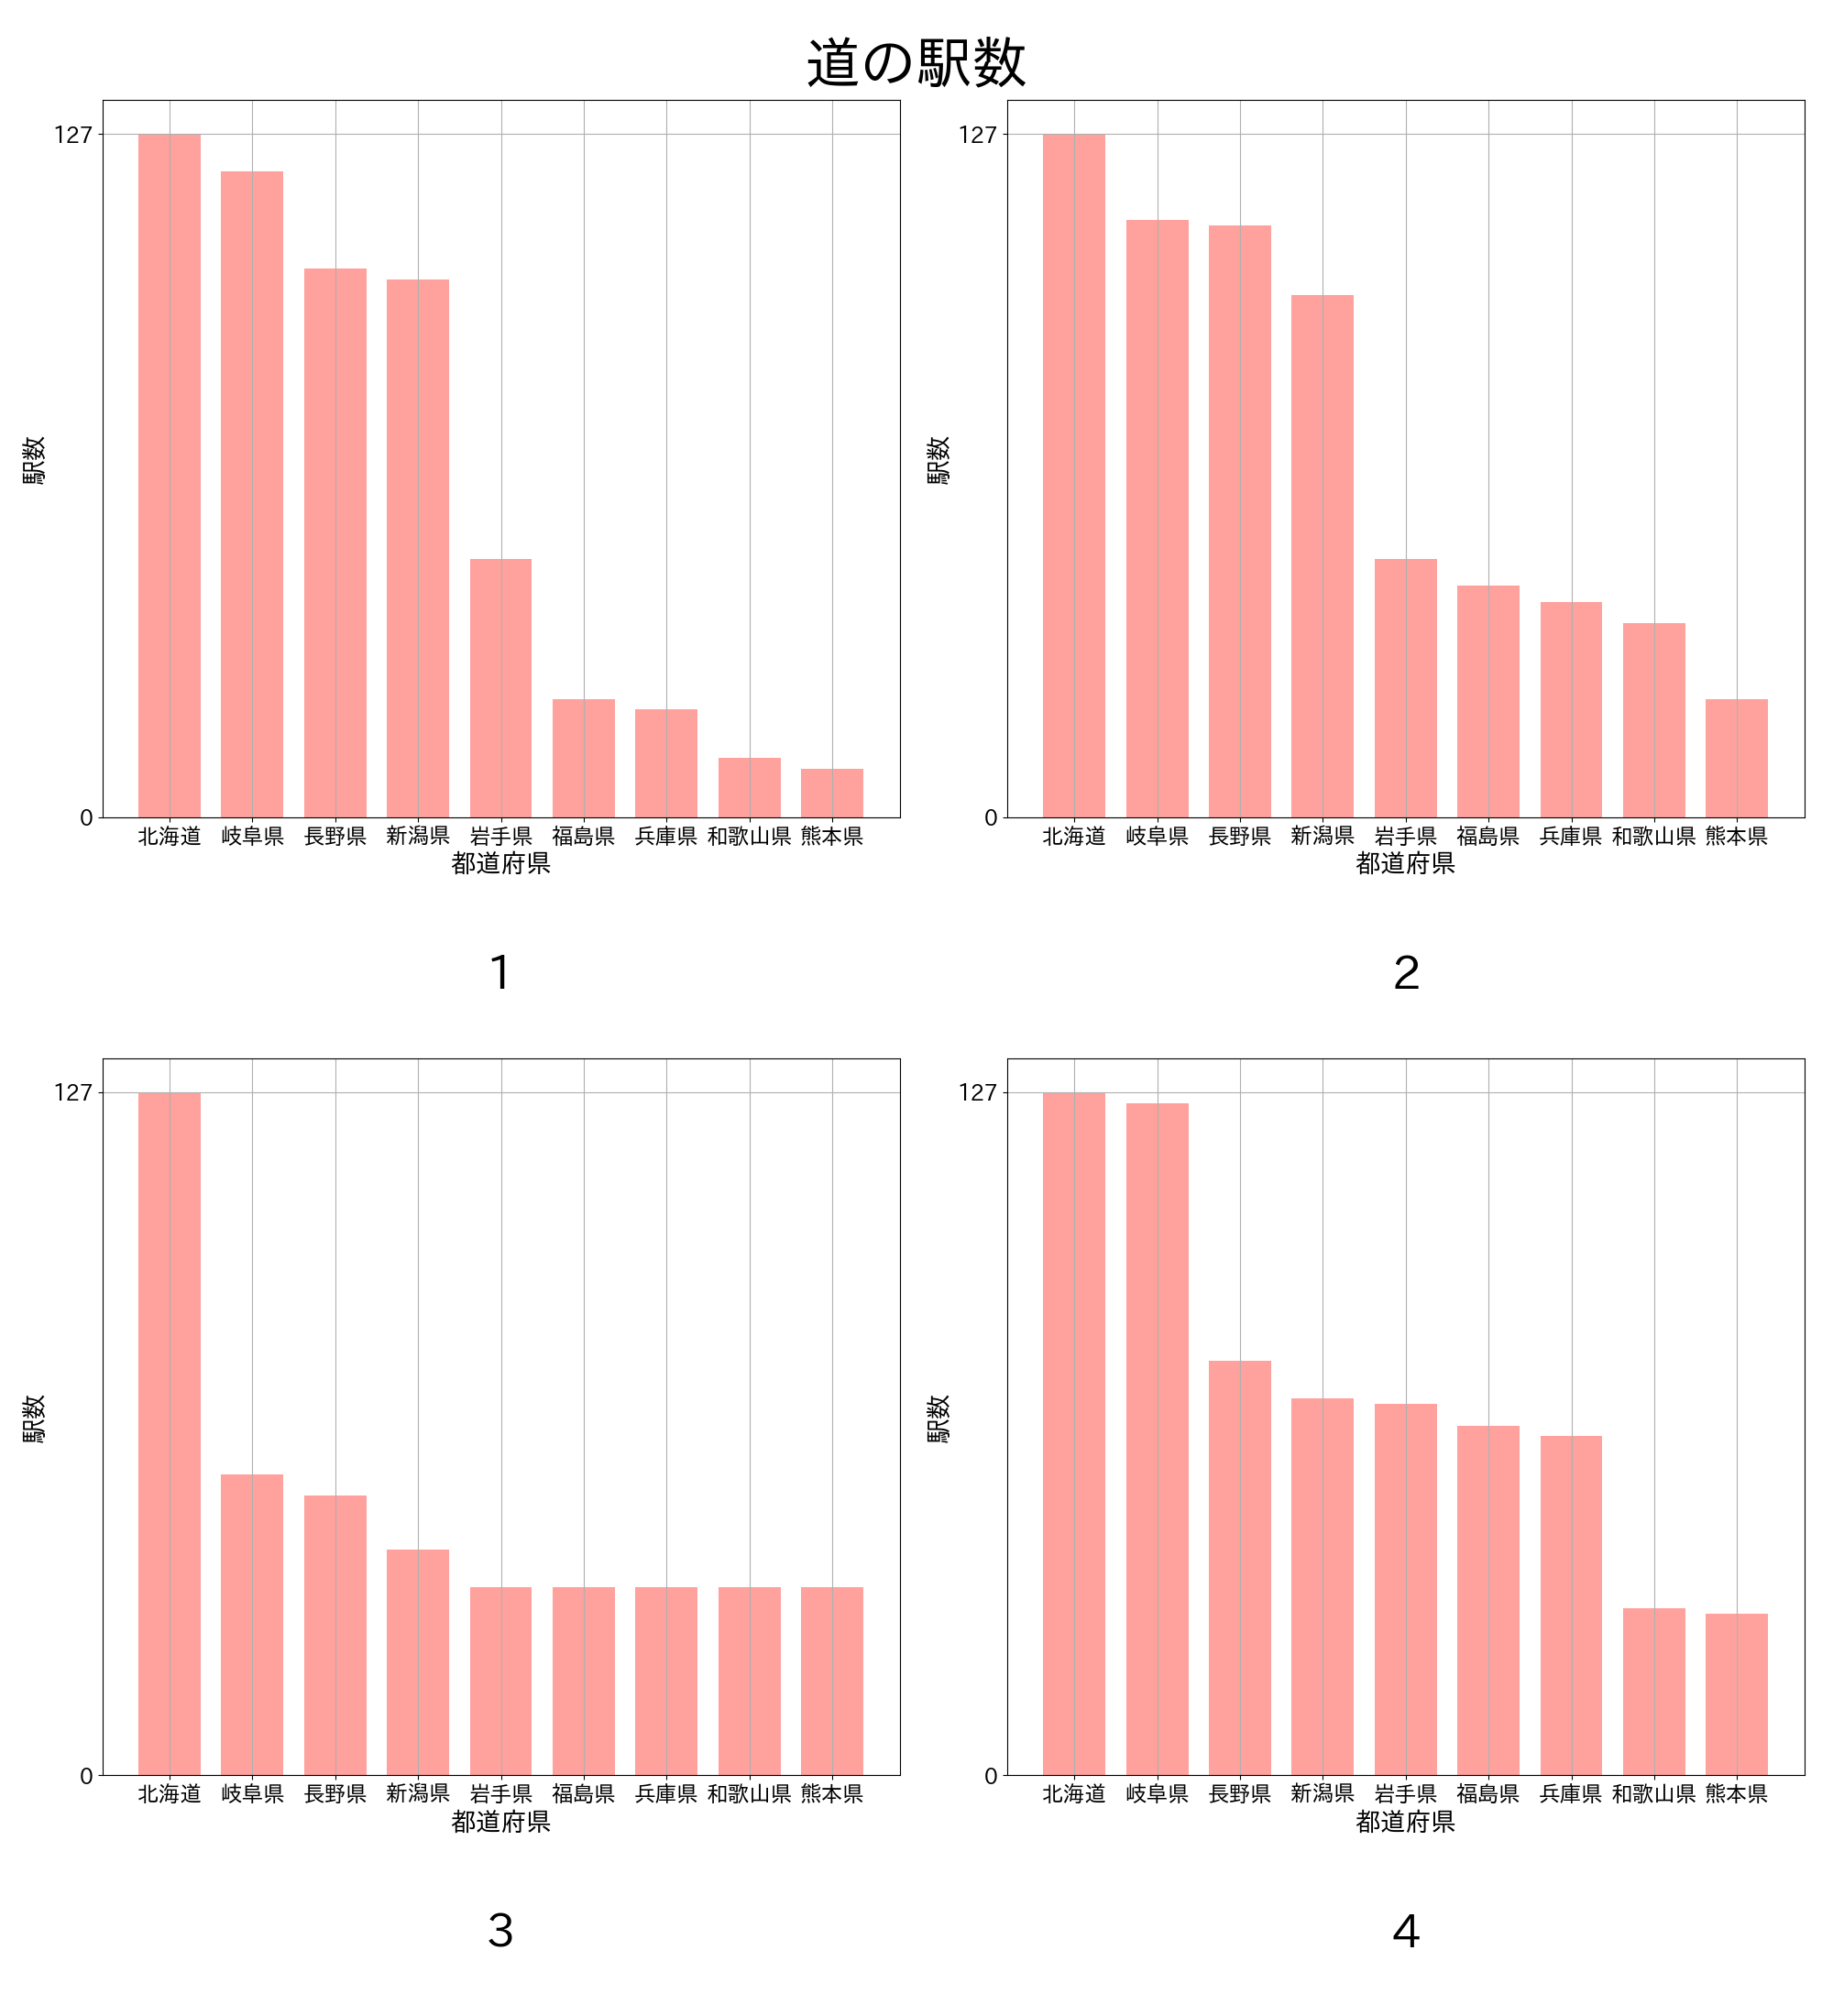 道の駅数
127
0
駅数
北海道 岐阜県 長野県 新潟県 岩手県 福島県 兵庫県 和歌山県 熊本県
都道府県
1
127
0
駅数
北海道 岐阜県 長野県 新潟県 岩手県 福島県 兵庫県 和歌山県 熊本県
都道府県
2
127
0
駅数
北海道 岐阜県 長野県 新潟県 岩手県 福島県 兵庫県 和歌山県 熊本県
都道府県
3
127
0
駅数
北海道 岐阜県 長野県 新潟県 岩手県 福島県 兵庫県 和歌山県 熊本県
都道府県
4